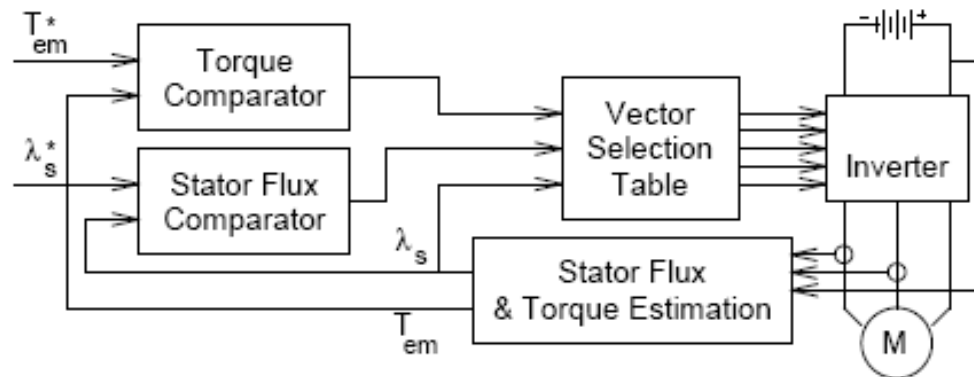 T*em
Torque
Comparator
λ*s
Stator Flux
Comparator
Vector
Selection
Table
- +
Inverter
λs
Stator Flux
& Torque Estimation
Tem
M